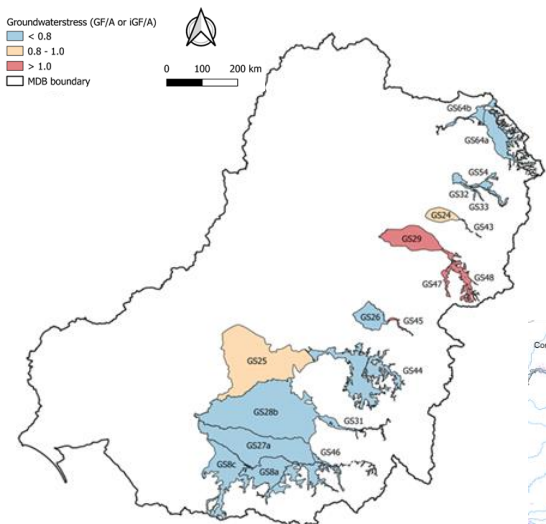 Groundwaterstress (GF/A or iGF/A)
< 0.8
0.8 - 1.0
> 1.0
MDB boundary
0 100 200 km
GS64b
GS64a
GS54
GS32
GS33
GS24
GS43
GS29
GS47
GS48
GS26
GS45
GS25
GS44
GS28b
GS31
GS27a
GS46
GS8c
GS8a